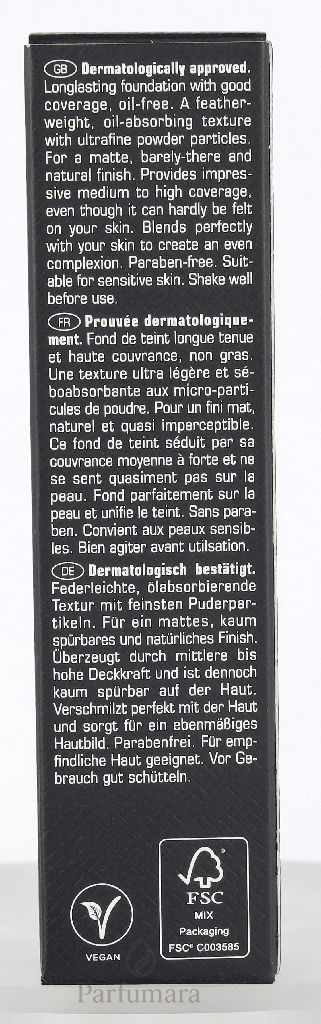 GB Dermatologically approved.
Longlasting foundation with good
coverage, oil-free. A feather-
weight, oil-absorbing texture
with ultrafine powder particles.
For a matte, barely-there and
natural finish. Provides impres-
sive medium to high coverage,
even though it can hardly be felt
on your skin. Blends perfectly
with your skin to create an even
complexion. Paraben-free. Suit-
able for sensitive skin. Shake well
before use.
FR Prouvée dermatologique-
ment. Fond de teint longue tenue
et haute couvrance, non gras.
Une texture ultra légère et sé-
boabsorbante aux micro-parti-
cules de poudre. Pour un fini mat,
naturel et quasi imperceptible.
Ce fond de teint séduit par sa
couvrance moyenne à forte et ne
se sent quasiment pas sur la
peau. Fond parfaitement sur la
peau et unifie le teint. Sans para-
ben. Convient aux peaux sensib-
les. Bien agiter avant utilsation.
DE Dermatologisch bestätigt.
Federleichte, ölabsorbierende
Textur mit feinsten Puderpar-
tikeln. Für ein mattes, kaum
spürbares und natürliches Finish.
Überzeugt durch mittlere bis
hohe Deckkraft und ist dennoch
kaum spürbar auf der Haut.
Verschmilzt perfekt mit der Haut
und sorgt für ein ebenmäßiges
Hautbild. Parabenfrei. Für emp-
findliche Haut geeignet. Vor Ge-
brauch gut schütteln.
VEGAN
FSC
MIX
Packaging
FSC® C003585
Parfumara